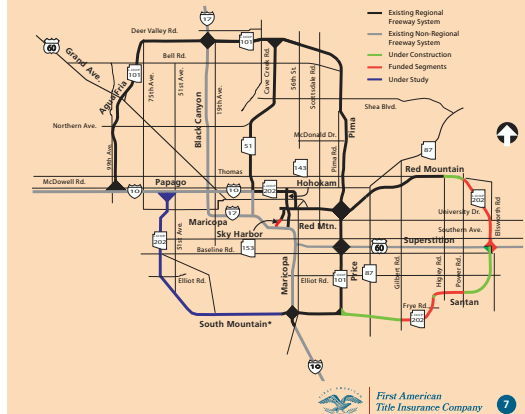 Existing Regional
Freeway System
Existing Non-Regional
Freeway System
Under Construction
Funded Segments
Under Study
17
Deer Valley Rd.
101
60
Grand Ave.
Bell Rd.
101
Agua Fria
75th Ave.
51st Ave.
19th Ave.
Cave Creek Rd.
56th St.
Scottsdale Rd.
Shea Blvd.
Black Canyon
Northern Ave.
McDonald Dr.
Pima
99th Ave.
51
Pima Rd.
87
143
Thomas
Red Mountain
McDowell Rd.
10
Papago
10
202
Hohokam
202
Maricopa
17
Red Mtn.
University Dr.
Ellsworth Rd
Southern Ave.
Sky Harbor
202
51st Ave.
153
Baseline Rd.
60
Superstition
Maricopa
Price
Elliot Rd.
Elliot Rd.
101
87
Gilbert Rd.
Higley Rd.
Power Rd.
Santan
Frye Rd.
202
South Mountain*
10
FIRST AMERICAN
First American
Title Insurance Company
7